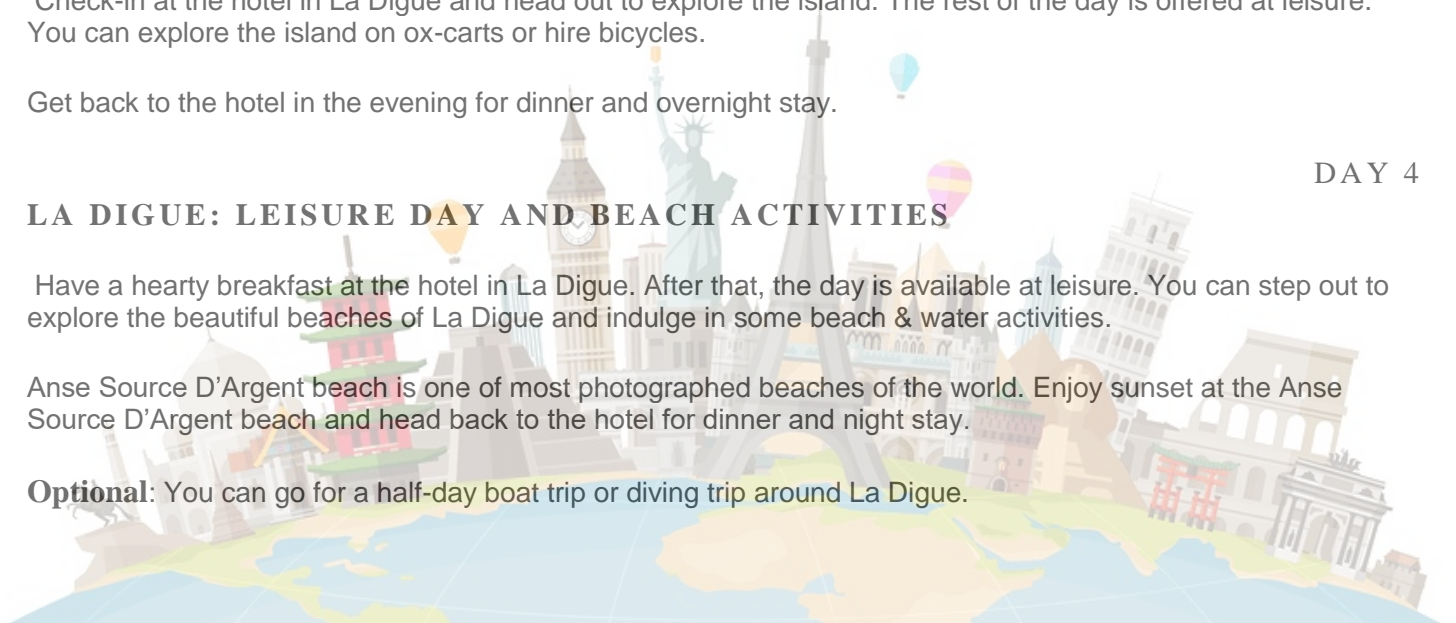 Check-in at the hotel in La Digue and head out to explore the island. The rest of the day is offered at leisure.
You can explore the island on ox-carts or hire bicycles.
Get back to the hotel in the evening for dinner and overnight stay.
DAY 4
LA DIGUE: LEISURE DAY AND BEACH ACTIVITIES
Have a hearty breakfast at the hotel in La Digue. After that, the day is available at leisure. You can step out to
explore the beautiful beaches of La Digue and indulge in some beach & water activities.
Anse Source D’Argent beach is one of most photographed beaches of the world. Enjoy sunset at the Anse
Source D’Argent beach and head back to the hotel for dinner and night stay.
Optional: You can go for a half-day boat trip or diving trip around La Digue.